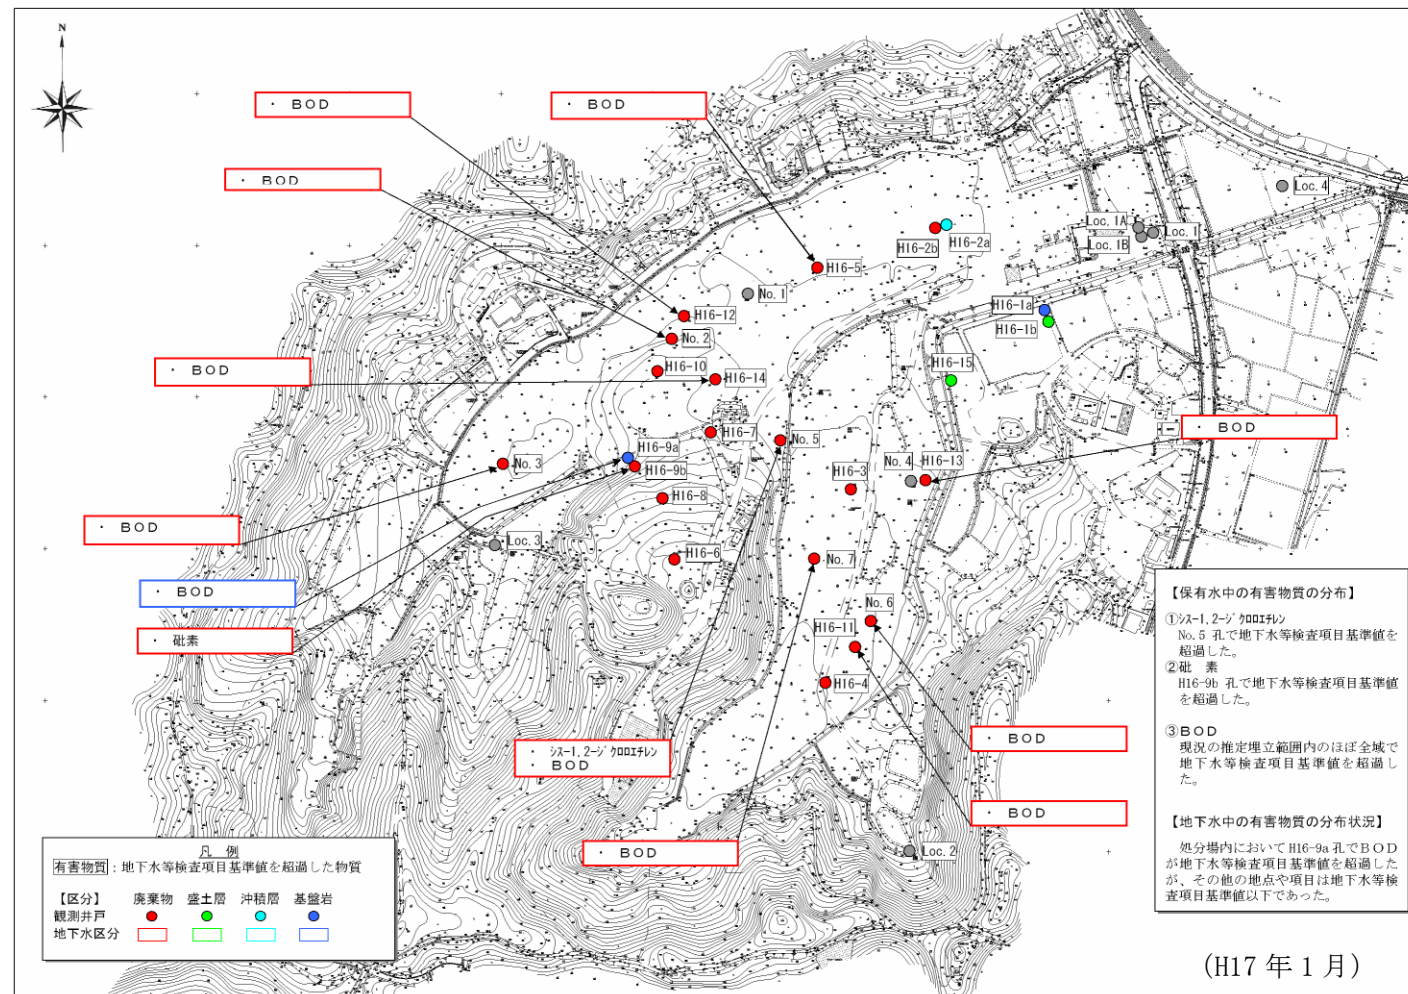 N
・ BOD
・ BOD
・ BOD
Loc. 4
Loc. 1A
Loc. 1
Loc. 1B
H16-2b
H16-2a
H16-5
No. 1
H16-1a
H16-1b
H16-12
No. 2
H16-10
H16-14
H16-15
・ BOD
・ BOD
H16-7
No. 5
H16-9a
H16-9b
No. 3
H16-3
No. 4
H16-13
H16-8
・ BOD
Loc. 3
H16-6
No. 7
・ BOD
No. 6
・ 砒素
H16-11
H16-4
・ シス-1,2-ジクロロエチレン
・ BOD
・ BOD
・ BOD
・ BOD
Loc. 2
【保有水中の有害物質の分布】
①シス-1,2-ジクロロエチレン
No.5 孔で地下水等検査項目基準値を
超過した。
②砒 素
H16-9b 孔で地下水等検査項目基準値
を超過した。
③BOD
現況の推定埋立範囲内のほぼ全域で
地下水等検査項目基準値を超過し
た。
【地下水中の有害物質の分布状況】
処分場内において H16-9a 孔でBOD
が地下水等検査項目基準値を超過した
が、その他の地点や項目は地下水等検
査項目基準値以下であった。
凡 例
有害物質：地下水等検査項目基準値を超過した物質
【区分】 廃棄物 盛土層 沖積層 基盤岩
観測井戸
地下水区分
(H17 年 1 月)